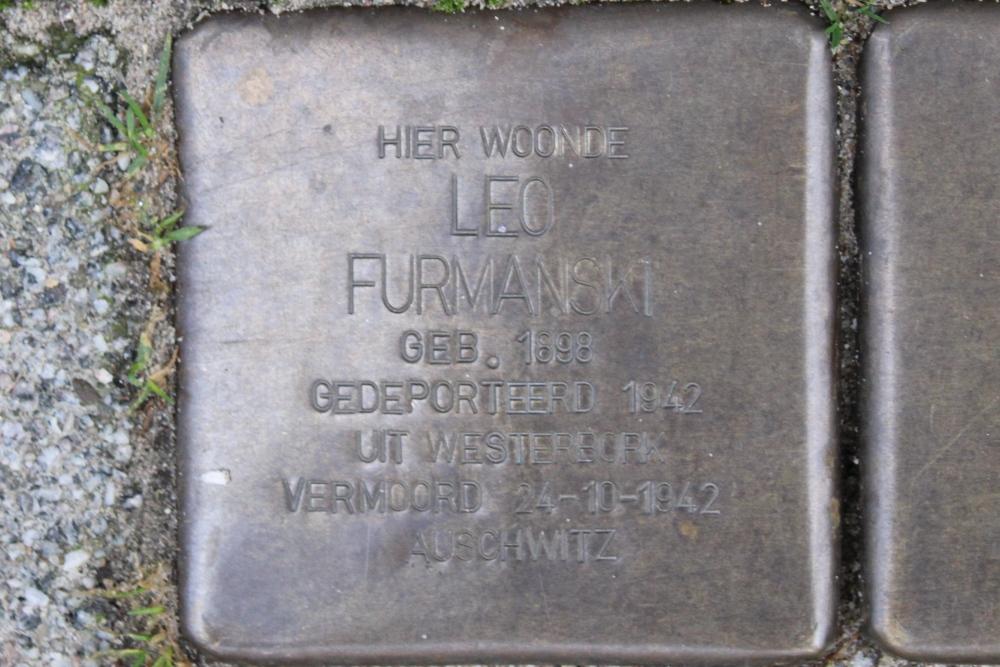 HIER WOONDE
LEO
FURMANSKI
GEB. 1898
GEDEPORTEERD 1942
UIT WESTERBORK
VERMOORD 24-10-1942
AUSCHWITZ